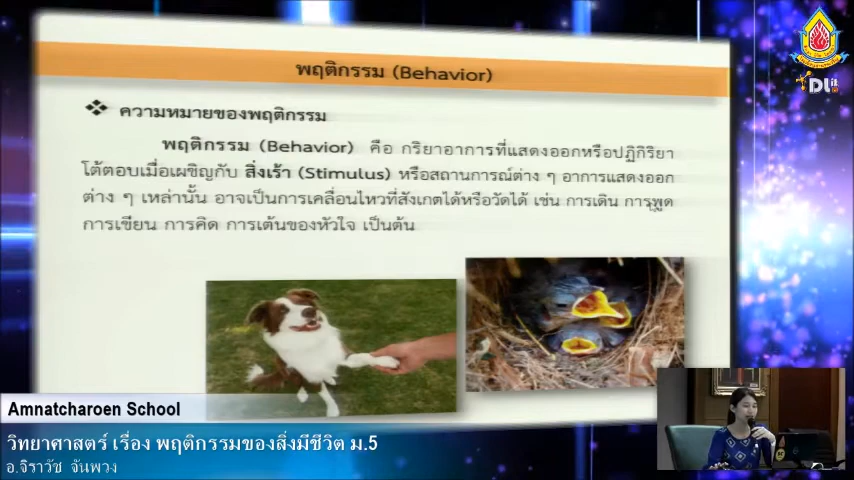 พฤติกรรม (Behavior)
❖ ความหมายของพฤติกรรม
พฤติกรรม (Behavior) คือ กริยาอาการที่แสดงออกหรือปฏิกิริยา
โต้ตอบเมื่อเผชิญกับ สิ่งเร้า (Stimulus) หรือสถานการณ์ต่าง ๆ อาการแสดงออก
ต่าง ๆ เหล่านั้น อาจเป็นการเคลื่อนไหวที่สังเกตได้หรือวัดได้ เช่น การเดิน การพูด
การเขียน การคิด การเต้นของหัวใจ เป็นต้น
Amnatcharoen School
วิทยาศาสตร์ เรื่อง พฤติกรรมของสิ่งมีชีวิต ม.5
อ.จิราวัช จันพวง